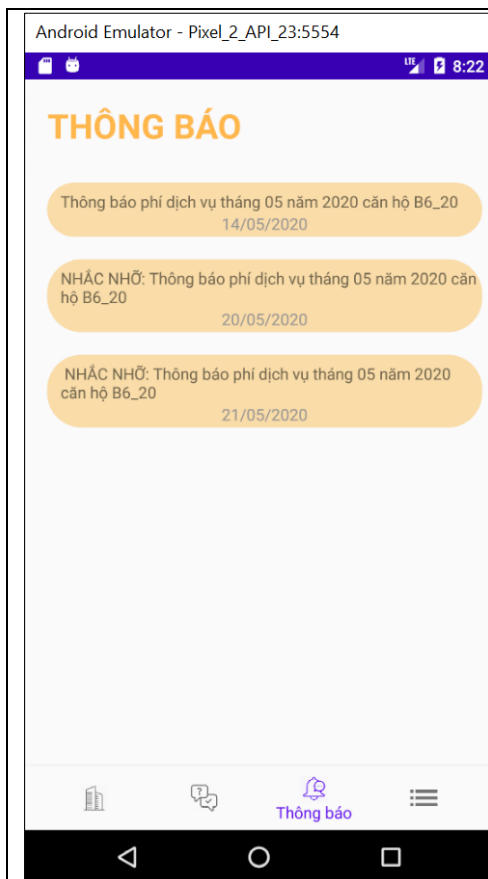 Android Emulator - Pixel_2_API_23:5554
LTE 8:22
THÔNG BÁO
Thông báo phí dịch vụ tháng 05 năm 2020 căn hộ B6_20
14/05/2020
NHẮC NHỠ: Thông báo phí dịch vụ tháng 05 năm 2020 căn
hộ B6_20
20/05/2020
NHẮC NHỠ: Thông báo phí dịch vụ tháng 05 năm 2020
căn hộ B6_20
21/05/2020
Thông báo